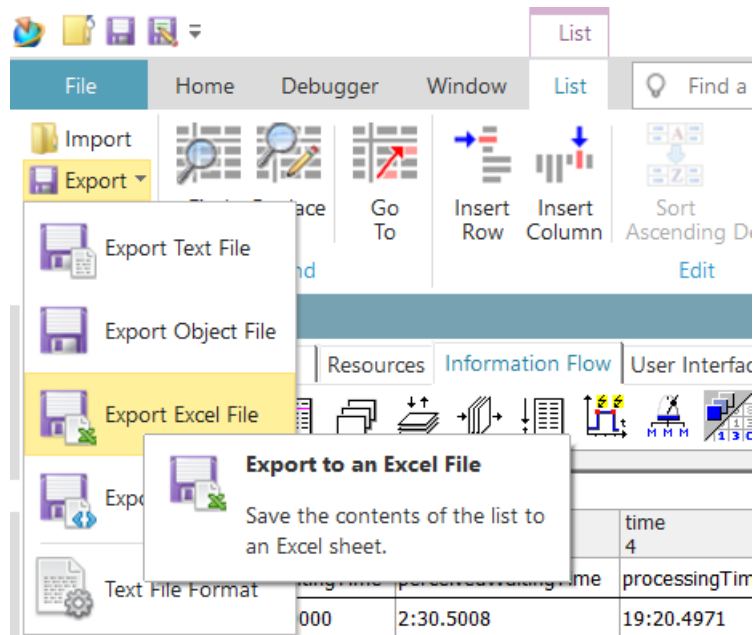 List
File
Home
Debugger
Window
List
Find a
Import
Export
Go
To
Insert
Row
Insert
Column
Sort
Ascending
Edit
Export Text File
Export Object File
Export Excel File
Text File Format
Resources
Information Flow
User Interfac
Export to an Excel File
Save the contents of the list to
an Excel sheet.
time
4
processingTim
000
2:30.5008
19:20.4971